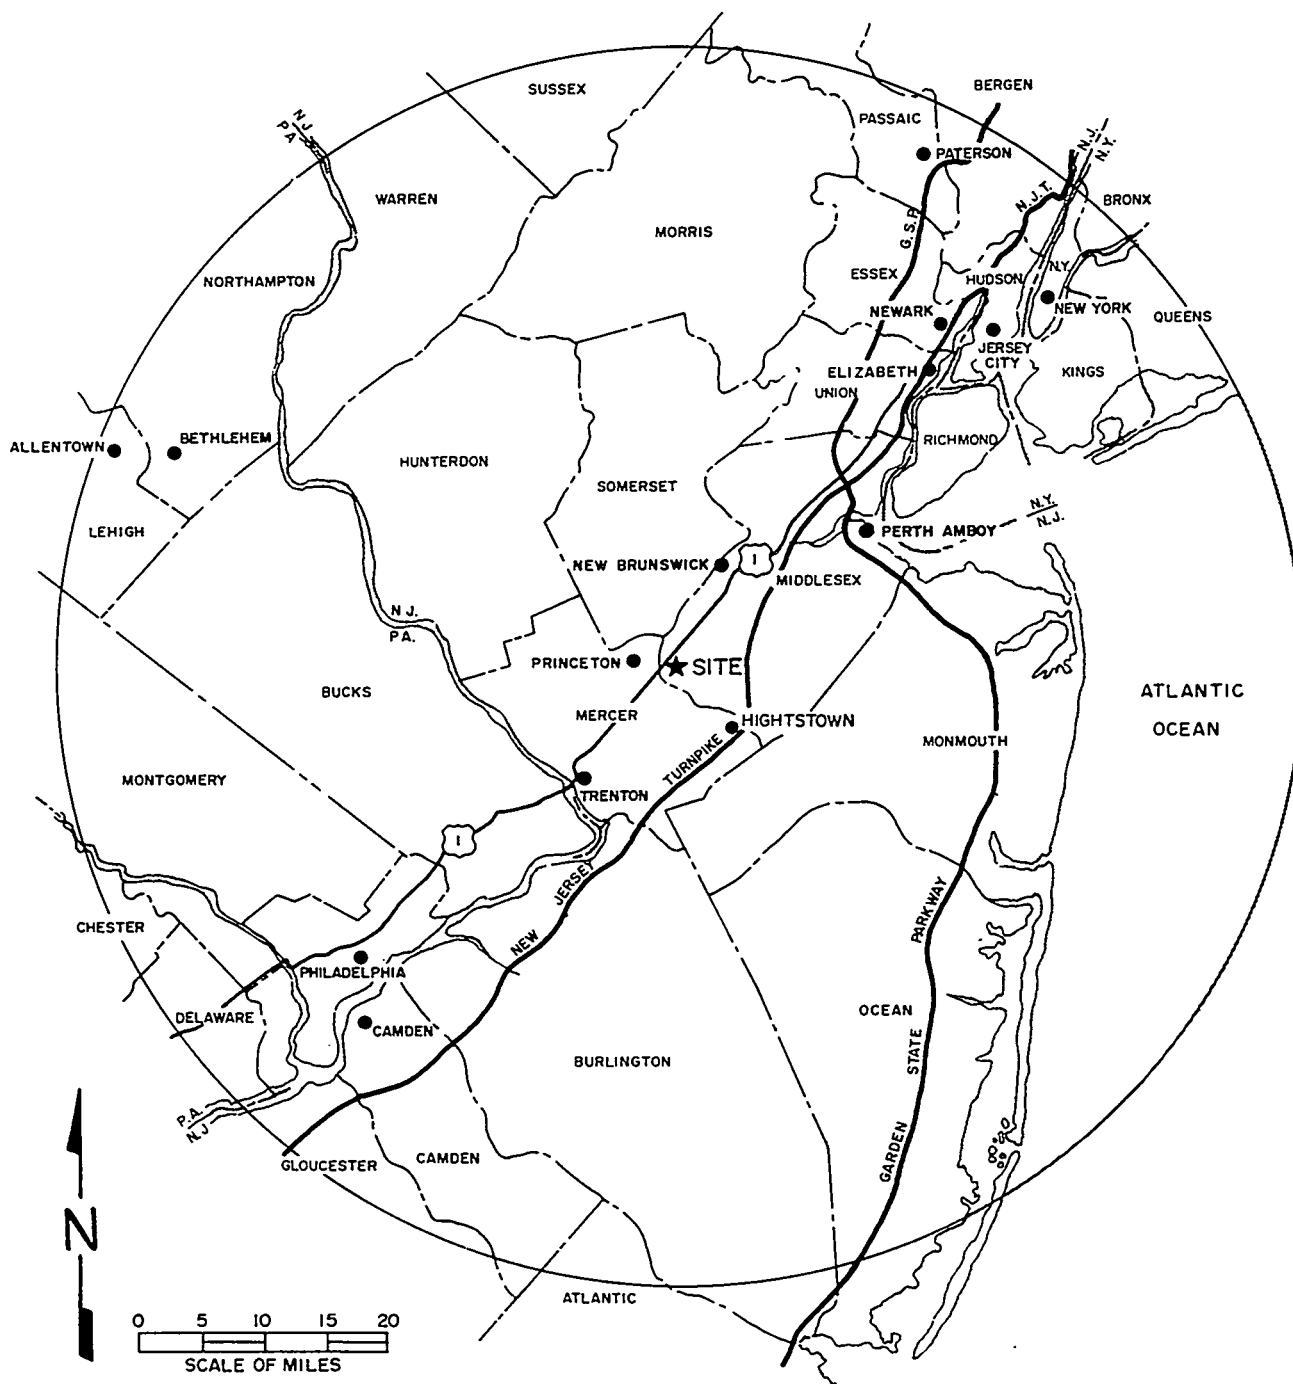 SUSSEX
BERGEN
PASSAIC
N.J.
P.A.
PATERSON
N.J.
N.Y.
WARREN
N.J.T.
BRONX
MORRIS
G.S.P.
NORTHAMPTON
ESSEX
HUDSON
N.Y.
NEWARK
NEW YORK
QUEENS
JERSEY
CITY
ELIZABETH
KINGS
UNION
ALLENTOWN
BETHLEHEM
RICHMOND
HUNTERDON
SOMERSET
LEHIGH
N.Y.
N.J.
PERTH AMBOY
1
NEW BRUNSWICK
MIDDLESEX
N J.
P.A.
PRINCETON
SITE
BUCKS
ATLANTIC
OCEAN
MERCER
HIGHTSTOWN
MONMOUTH
MONTGOMERY
TRENTON
NEW JERSEY TURNPIKE
1
CHESTER
PHILADELPHIA
GARDEN STATE PARKWAY
DELAWARE
CAMDEN
OCEAN
BURLINGTON
P.A.
N.J
GLOUCESTER
CAMDEN
N
ATLANTIC
0 5 10 15 20
SCALE OF MILES